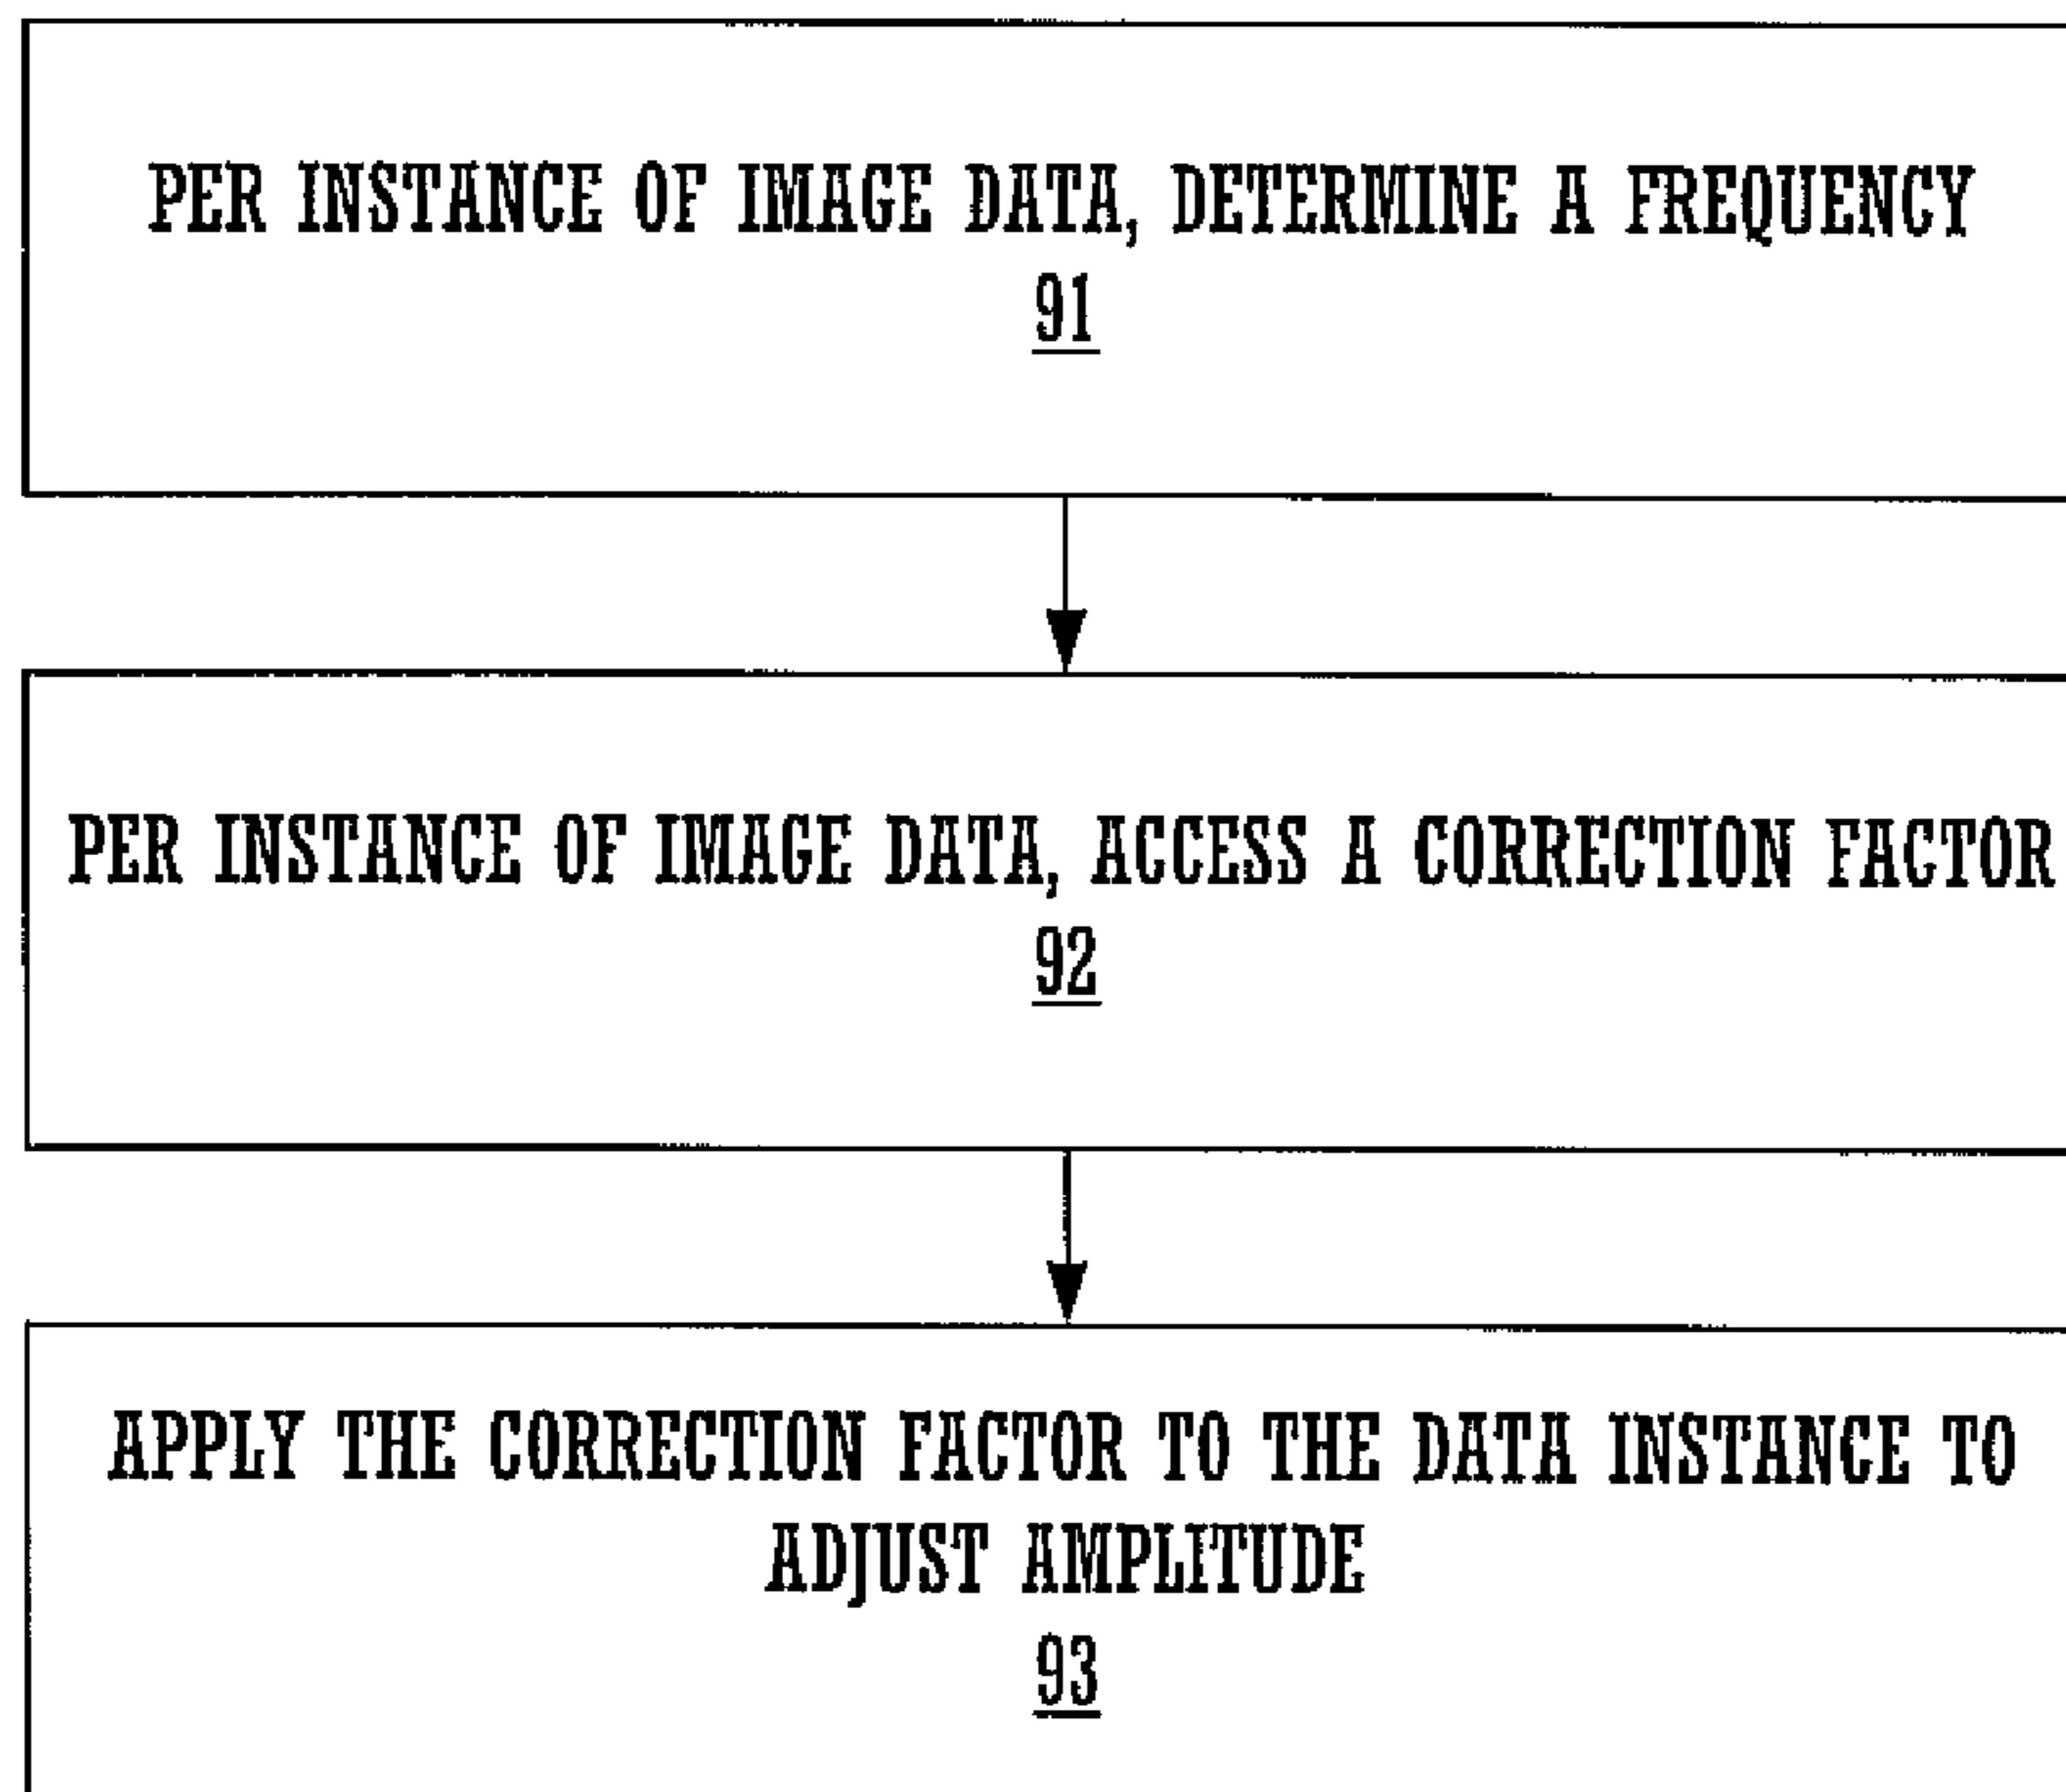 PER INSTANCE OF IMAGE DATA, DETERMINE A FREQUENCY
91
PER INSTANCE OF IMAGE DATA, ACCESS A CORRECTION FACTOR
92
APPLY THE CORRECTION FACTOR TO THE DATA INSTANCE TO
ADJUST AMPLITUDE
93